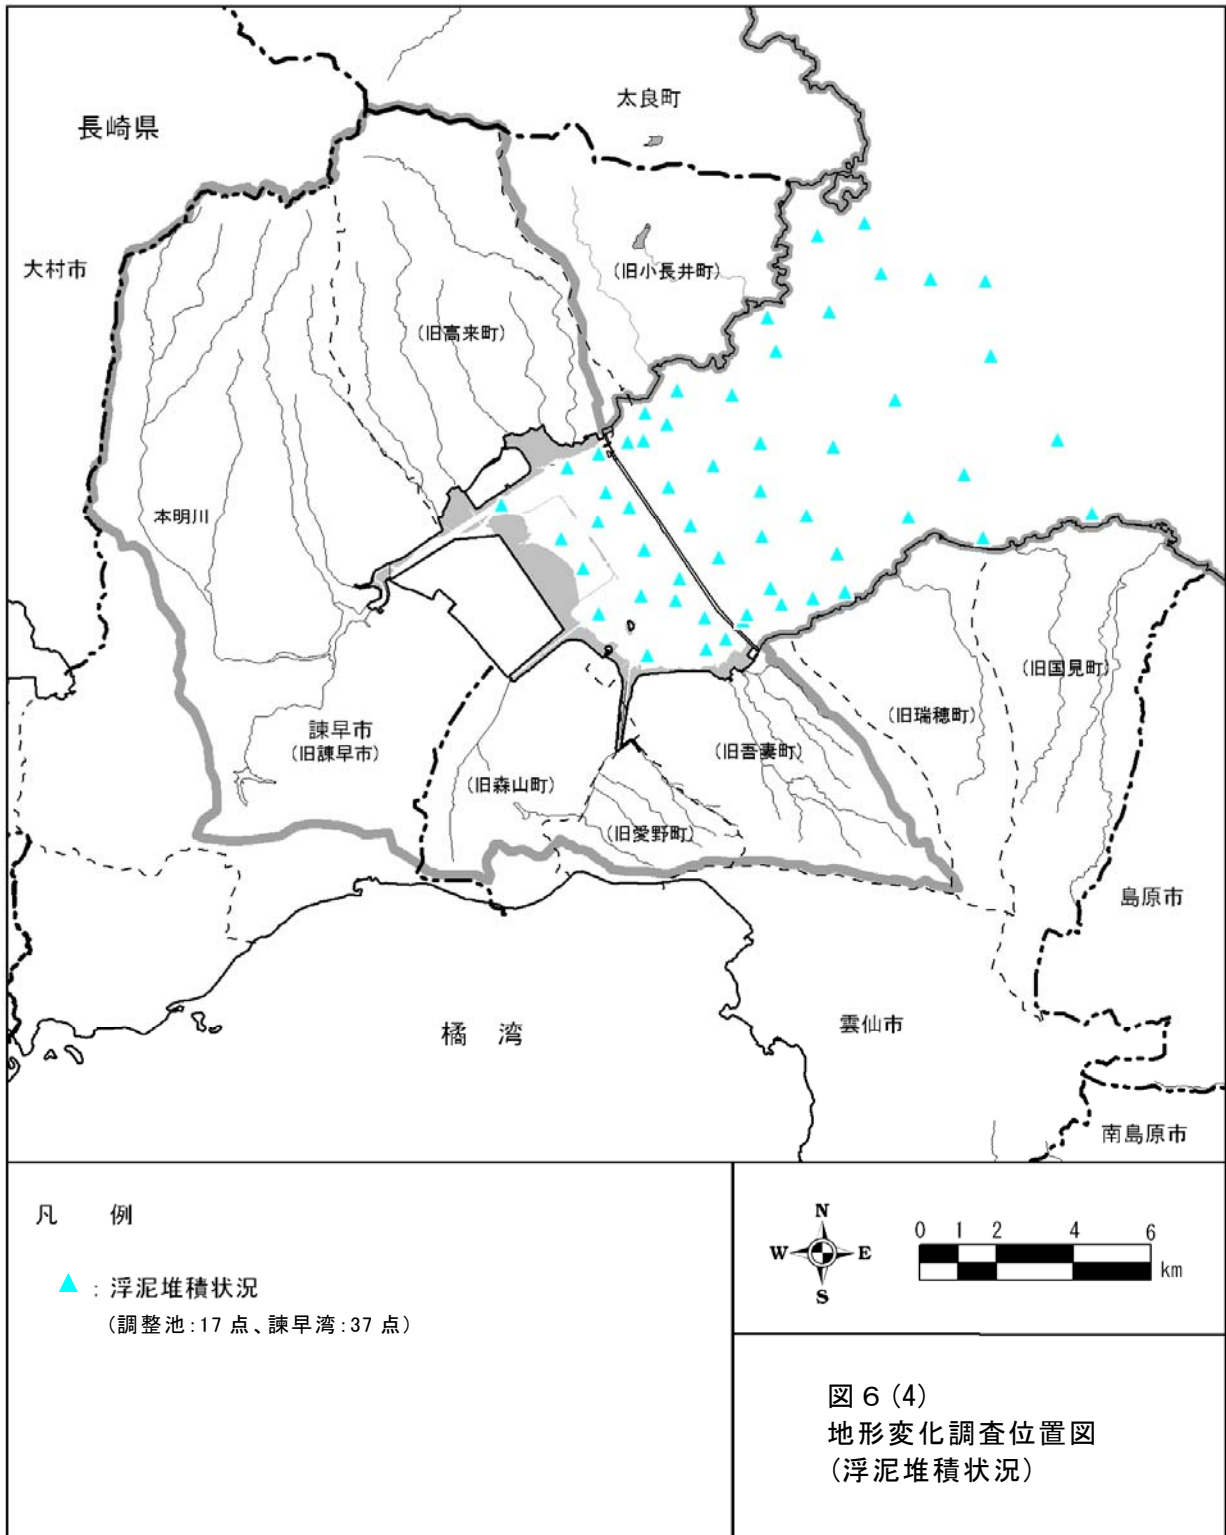 太良町
長崎県
大村市
(旧小長井町)
(旧高来町)
本明川
(旧国見町)
(旧瑞穂町)
諫早市
(旧諫早市)
(旧吾妻町)
(旧森山町)
(旧愛野町)
島原市
橘 湾
雲仙市
南島原市
凡 例
▲ : 浮泥堆積状況
(調整池:17 点、諫早湾:37 点)
N
W E
S
0 1 2 4 6
km
図 6 (4)
地形変化調査位置図
(浮泥堆積状況)